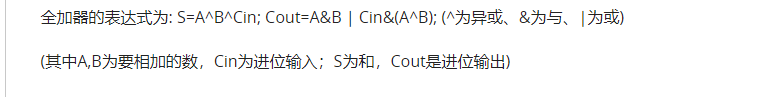 全加器的表达式为: S=A^B^Cin; Cout=A&B | Cin&(A^B); (^为异或、&为与、|为或)
(其中A,B为要相加的数，Cin为进位输入；S为和，Cout是进位输出)